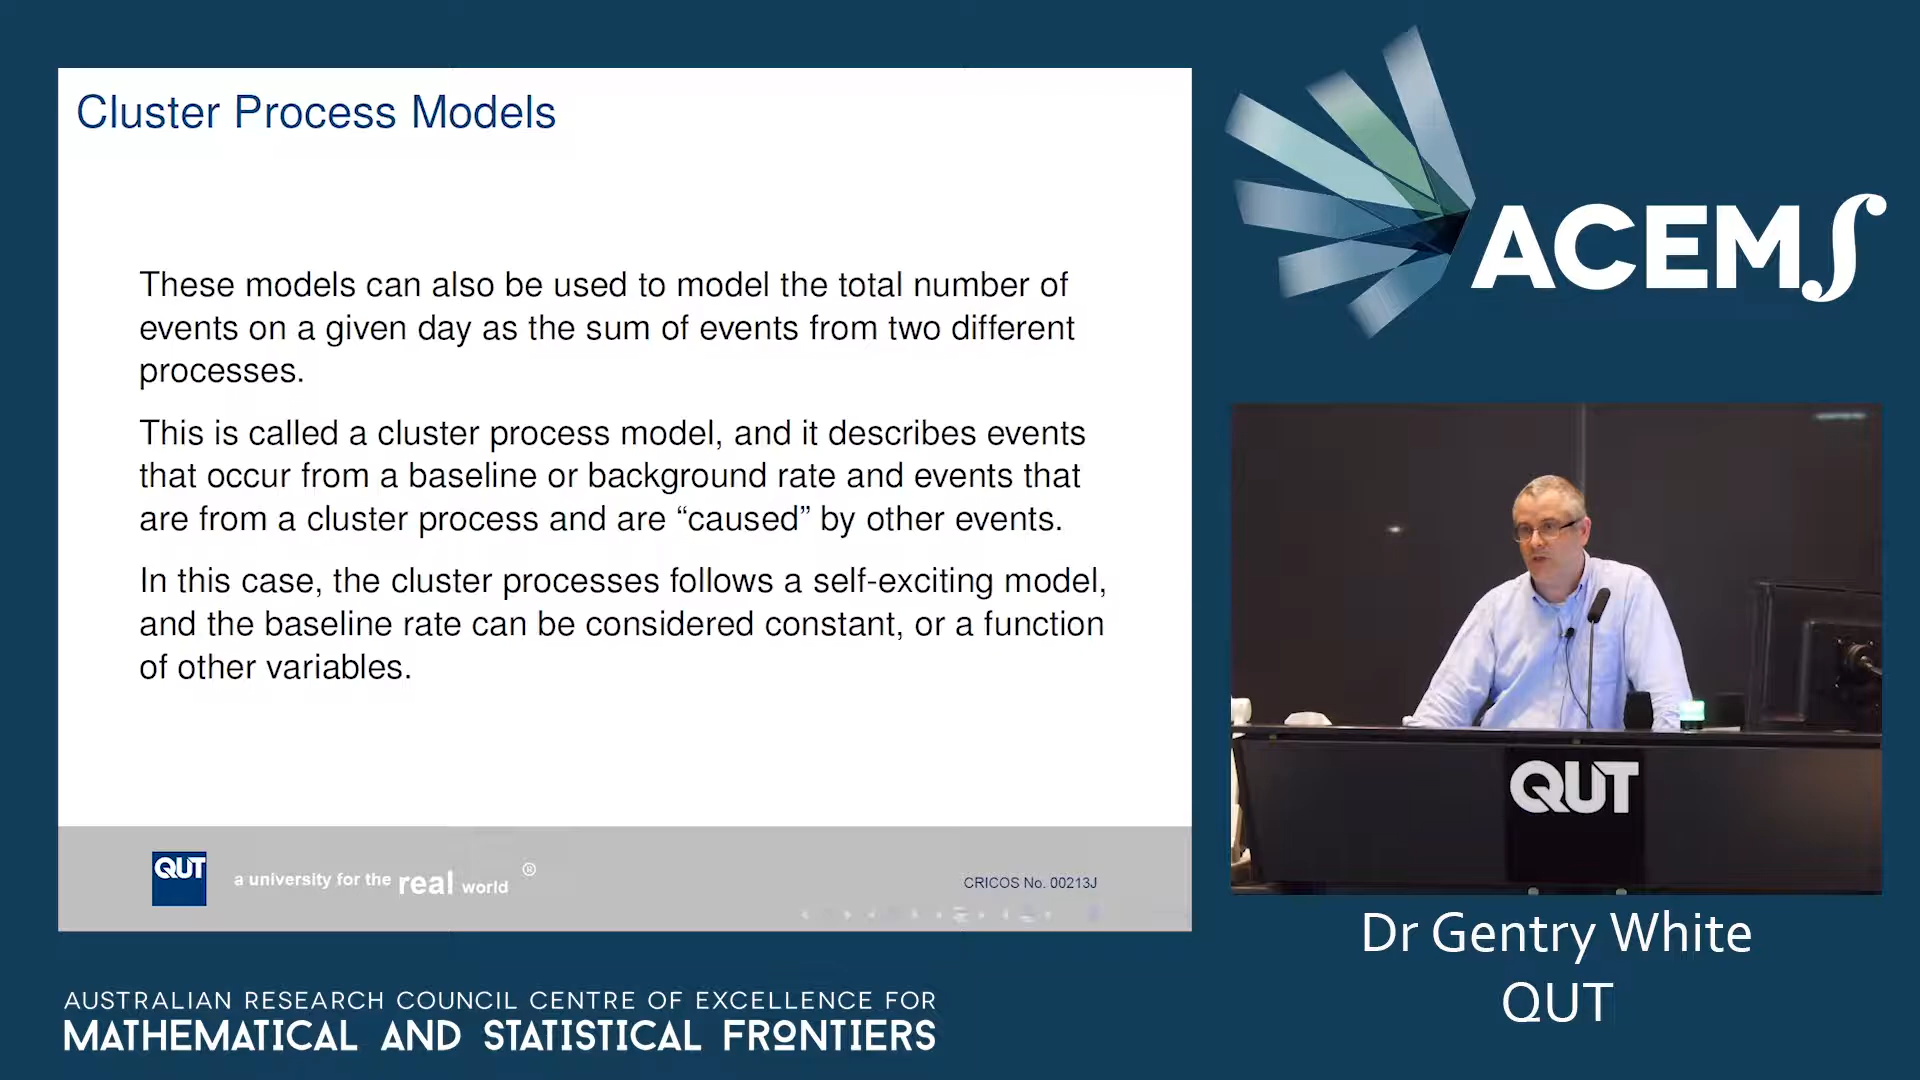 Cluster Process Models
These models can also be used to model the total number of
events on a given day as the sum of events from two different
processes.
This is called a cluster process model, and it describes events
that occur from a baseline or background rate and events that
are from a cluster process and are “caused” by other events.
In this case, the cluster processes follows a self-exciting model,
and the baseline rate can be considered constant, or a function
of other variables.
QUT
a university for the real world ®
CRICOS No. 00213J
ACEMS
QUT
Dr Gentry White
QUT
AUSTRALIAN RESEARCH COUNCIL CENTRE OF EXCELLENCE FOR
MATHEMATICAL AND STATISTICAL FRONTIERS